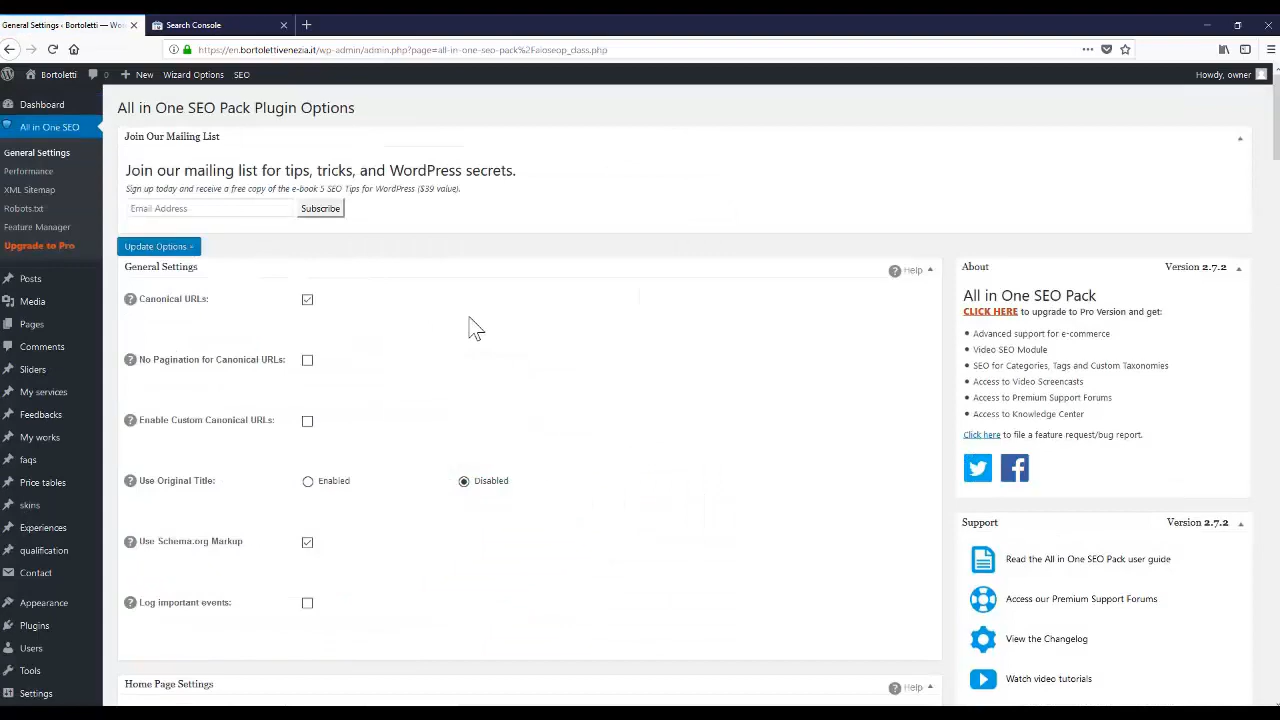 General Settings ‹ Bortoletti — Wo
Search Console
https://en.bortolettivenezia.it/wp-admin/admin.php?page=all-in-one-seo-pack%2Faioseop_class.php
Bortoletti
0
New
Wizard Options
SEO
Howdy, owner
Dashboard
All in One SEO
General Settings
Performance
XML Sitemap
Robots.txt
Feature Manager
Upgrade to Pro
Posts
Media
Pages
Comments
Sliders
My services
Feedbacks
My works
faqs
Price tables
skins
Experiences
qualification
Contact
Appearance
Plugins
Users
Tools
Settings
All in One SEO Pack Plugin Options
Join Our Mailing List
Join our mailing list for tips, tricks, and WordPress secrets.
Sign up today and receive a free copy of the e-book 5 SEO Tips for WordPress ($39 value).
Email Address
Subscribe
Update Options »
General Settings
Help
Canonical URLs:
No Pagination for Canonical URLs:
Enable Custom Canonical URLs:
Use Original Title:
Enabled
Disabled
Use Schema.org Markup
Log important events:
Home Page Settings
Help
About
Version 2.7.2
All in One SEO Pack
CLICK HERE to upgrade to Pro Version and get:
Advanced support for e-commerce
Video SEO Module
SEO for Categories, Tags and Custom Taxonomies
Access to Video Screencasts
Access to Premium Support Forums
Access to Knowledge Center
Click here to file a feature request/bug report.
Support
Version 2.7.2
Read the All in One SEO Pack user guide
Access our Premium Support Forums
View the Changelog
Watch video tutorials